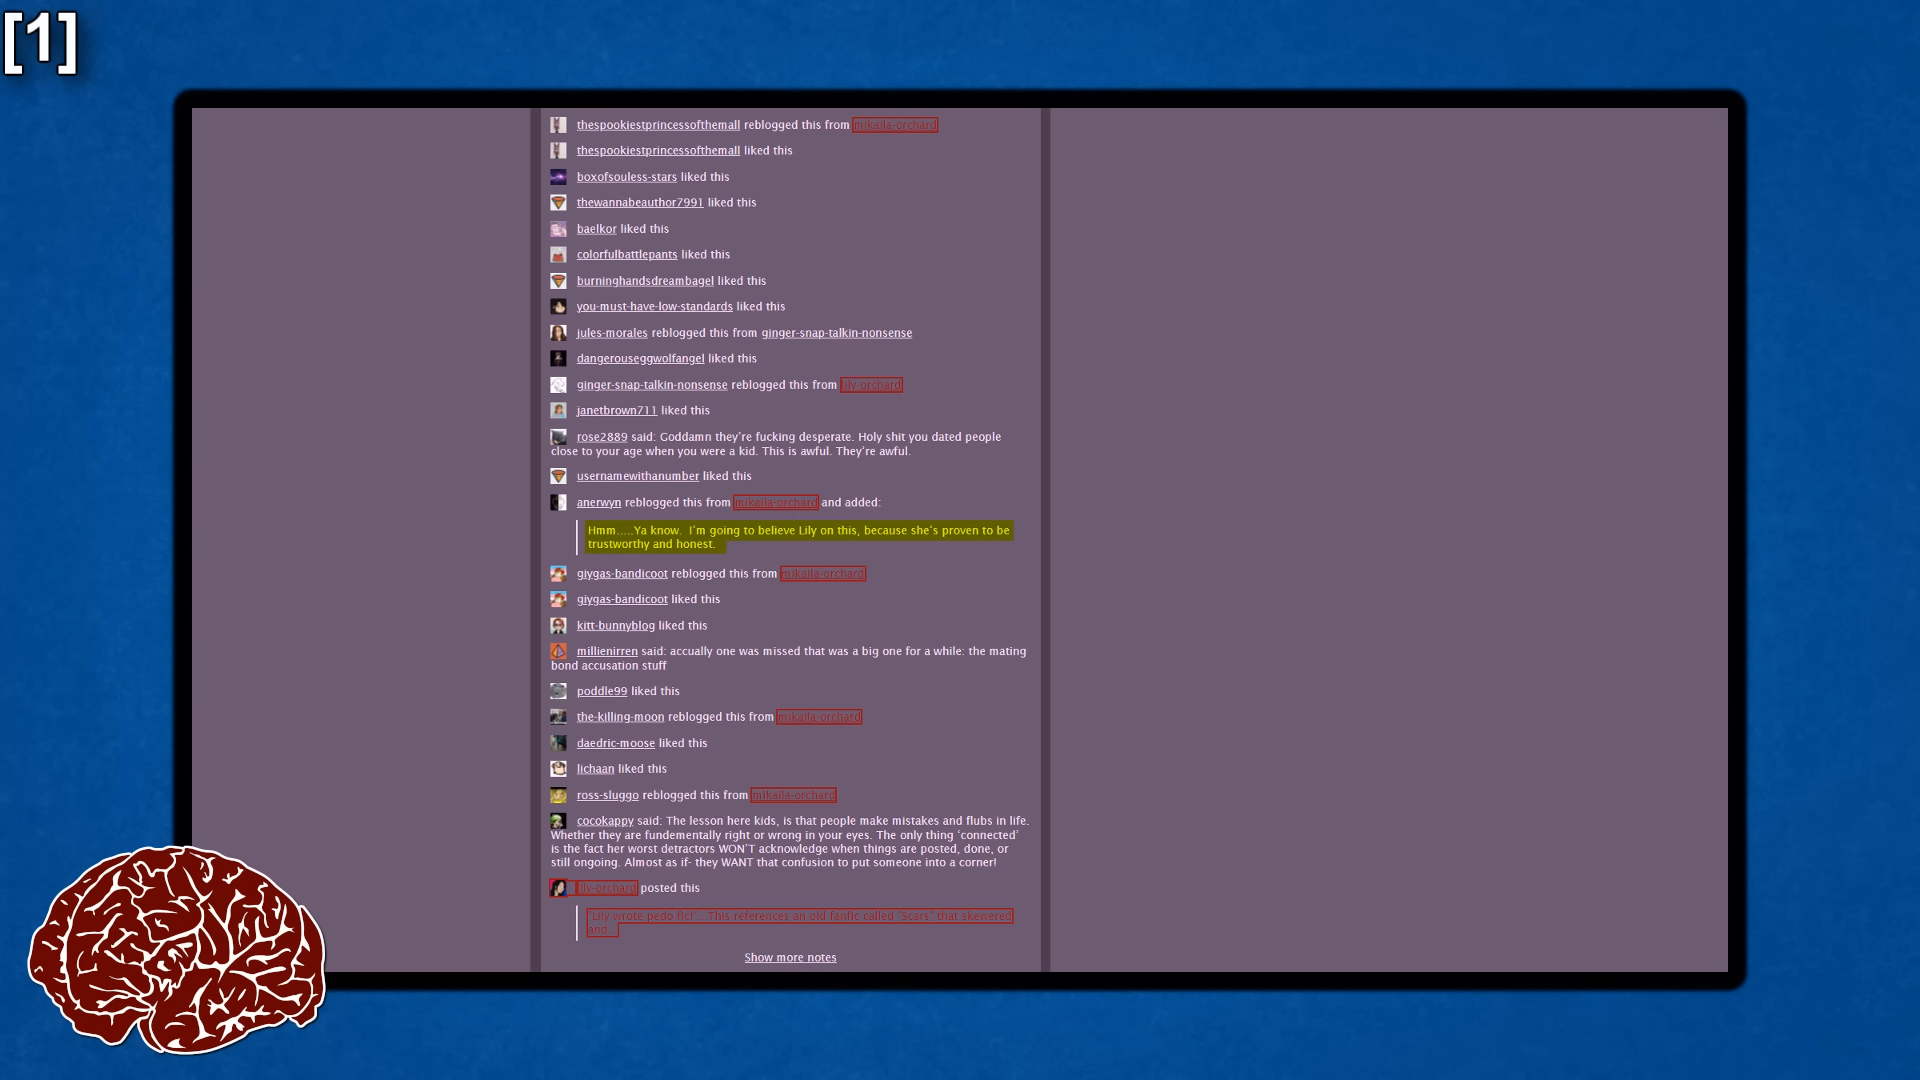 [1]
thespookiestprincessofthemall reblogged this from mikaila-orchard
thespookiestprincessofthemall liked this
boxofsouless-stars liked this
thewannabeauthor7991 liked this
baelkor liked this
colorfulbattlepants liked this
burninghandsdreambagel liked this
you-must-have-low-standards liked this
jules-morales reblogged this from ginger-snap-talkin-nonsense
dangerouseggwolfangel liked this
ginger-snap-talkin-nonsense reblogged this from lily-orchard
janetbrown711 liked this
rose2889 said: Goddamn they're fucking desperate. Holy shit you dated people
close to your age when you were a kid. This is awful. They're awful.
usernamewithanumber liked this
anerwyn reblogged this from mikaila-orchard and added:
Hmm.....Ya know. I'm going to believe Lily on this, because she's proven to be
trustworthy and honest.
giygas-bandicoot reblogged this from mikaila-orchard
giygas-bandicoot liked this
kitt-bunnyblog liked this
millienirren said: accually one was missed that was a big one for a while: the mating
bond accusation stuff
poddle99 liked this
the-killing-moon reblogged this from mikaila-orchard
daedric-moose liked this
lichaan liked this
ross-sluggo reblogged this from mikaila-orchard
cocokappy said: The lesson here kids, is that people make mistakes and flubs in life.
Whether they are fundementally right or wrong in your eyes. The only thing 'connected'
is the fact her worst detractors WON'T acknowledge when things are posted, done, or
still ongoing. Almost as if- they WANT that confusion to put someone into a corner!
lily-orchard posted this
"Lily wrote pedo fic!"...This references an old fanfic called "Scars" that skewered
and...
Show more notes